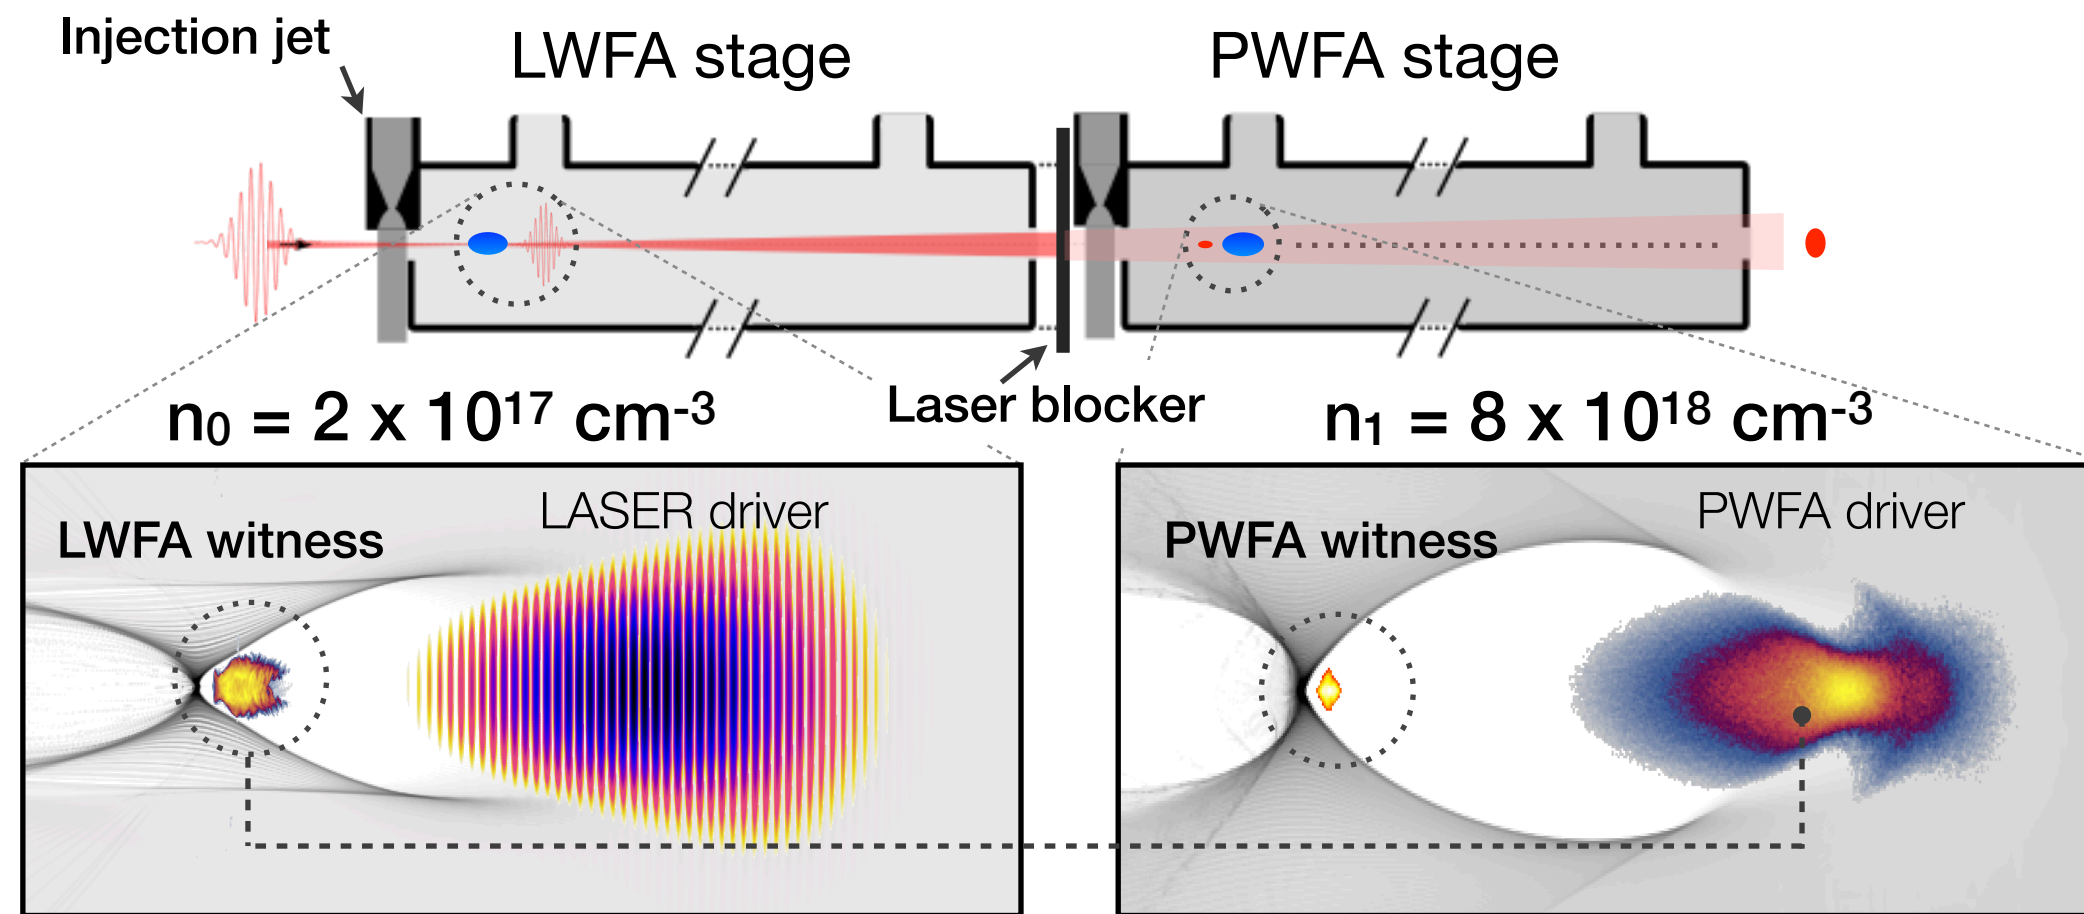 Injection jet
LWFA stage
PWFA stage
Laser blocker
n₀ = 2 x 10¹⁷ cm⁻³
n₁ = 8 x 10¹⁸ cm⁻³
LASER driver
LWFA witness
PWFA driver
PWFA witness